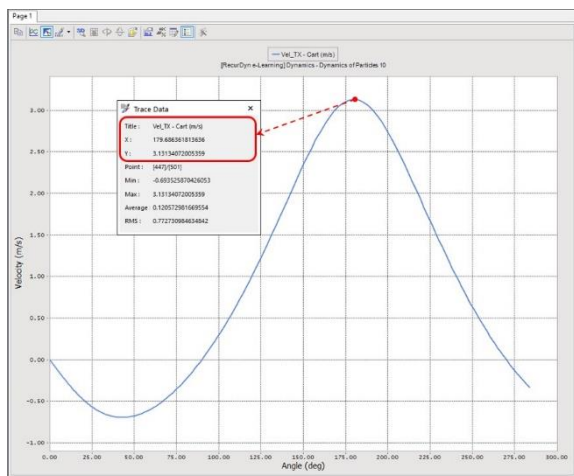 Page 1
Vel_TX - Cart (m/s)
[RecurDyn e-Learning] Dynamics - Dynamics of Particles 10
Trace Data
Title : Vel_TX - Cart (m/s)
X : 179.686361813636
Y : 3.13134072005359
Point : [447]/[501]
Min : -0.693525870426053
Max : 3.13134072005359
Average : 0.120572981669554
RMS : 0.772730984634842
Velocity (m/s)
3.00
2.50
2.00
1.50
1.00
0.50
0.00
-0.50
-1.00
0.00 25.00 50.00 75.00 100.00 125.00 150.00 175.00 200.00 225.00 250.00 275.00 300.00
Angle (deg)